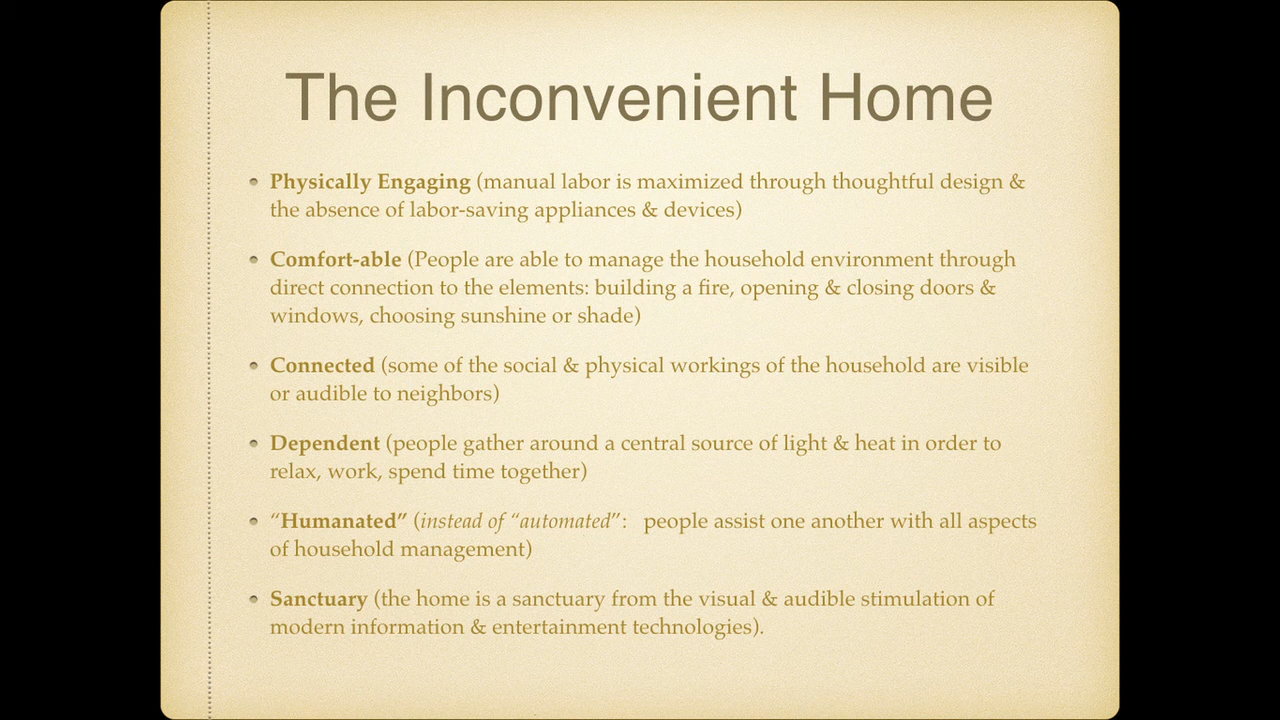 The Inconvenient Home
• Physically Engaging (manual labor is maximized through thoughtful design &
the absence of labor-saving appliances & devices)
• Comfort-able (People are able to manage the household environment through
direct connection to the elements: building a fire, opening & closing doors &
windows, choosing sunshine or shade)
• Connected (some of the social & physical workings of the household are visible
or audible to neighbors)
• Dependent (people gather around a central source of light & heat in order to
relax, work, spend time together)
• “Humanated” (instead of “automated”: people assist one another with all aspects
of household management)
• Sanctuary (the home is a sanctuary from the visual & audible stimulation of
modern information & entertainment technologies).